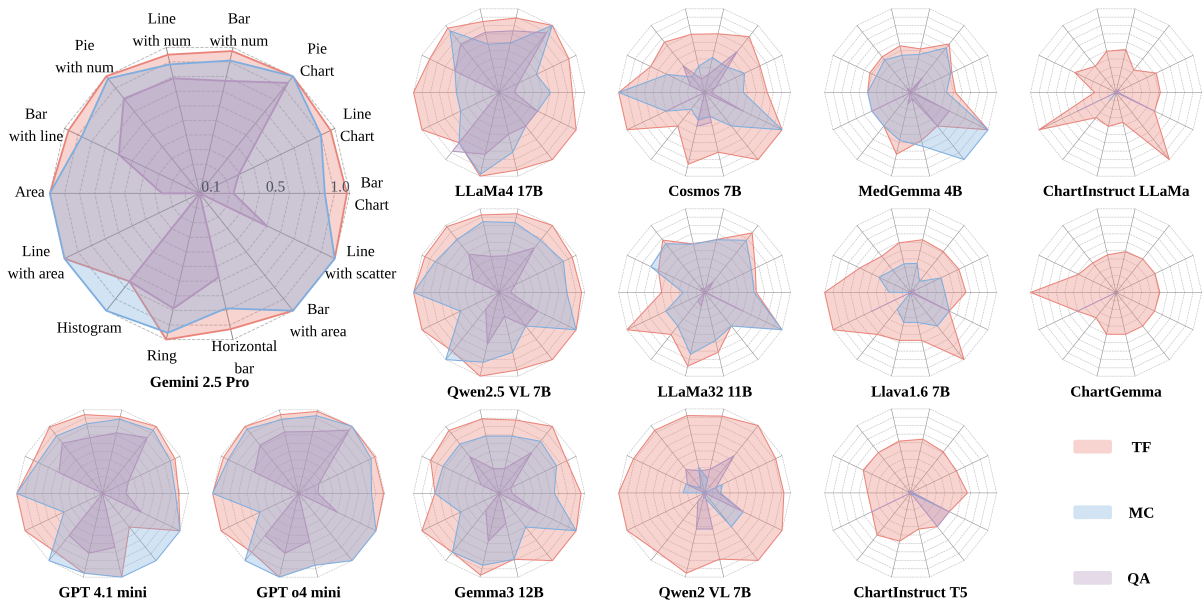 Line
with num
Bar
with num
Pie
with num
Pie
Chart
Bar
with line
Line
Chart
Area
0.1
0.5
1.0
Bar
Chart
Line
with area
Line
with scatter
Histogram
Bar
with area
Ring
Horizontal
bar
Gemini 2.5 Pro
LLaMa4 17B
Cosmos 7B
MedGemma 4B
ChartInstruct LLaMa
Qwen2.5 VL 7B
LLaMa32 11B
Llava1.6 7B
ChartGemma
GPT 4.1 mini
GPT o4 mini
Gemma3 12B
Qwen2 VL 7B
ChartInstruct T5
TF
MC
QA